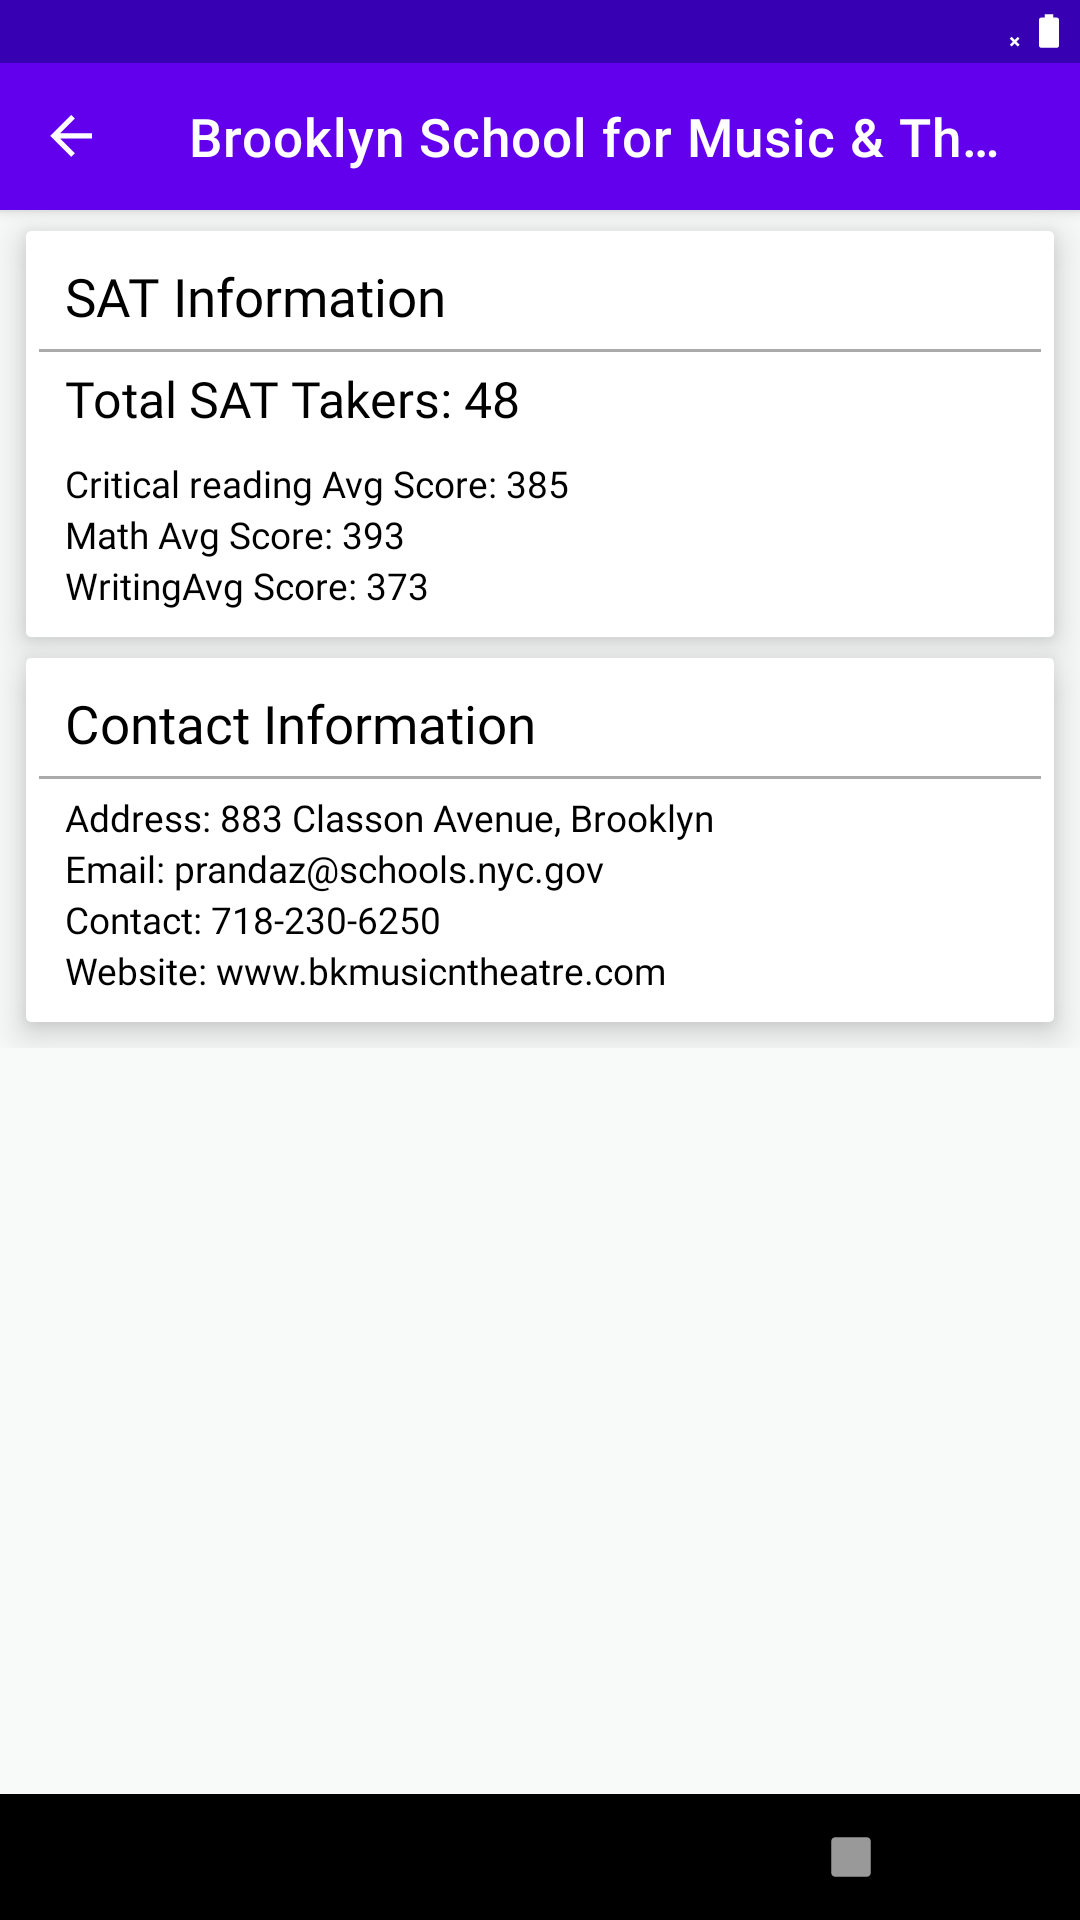 Brooklyn School for Music & Th...
SAT Information
Total SAT Takers: 48
Critical reading Avg Score: 385
Math Avg Score: 393
WritingAvg Score: 373
Contact Information
Address: 883 Classon Avenue, Brooklyn
Email: prandaz@schools.nyc.gov
Contact: 718-230-6250
Website: www.bkmusicntheatre.com